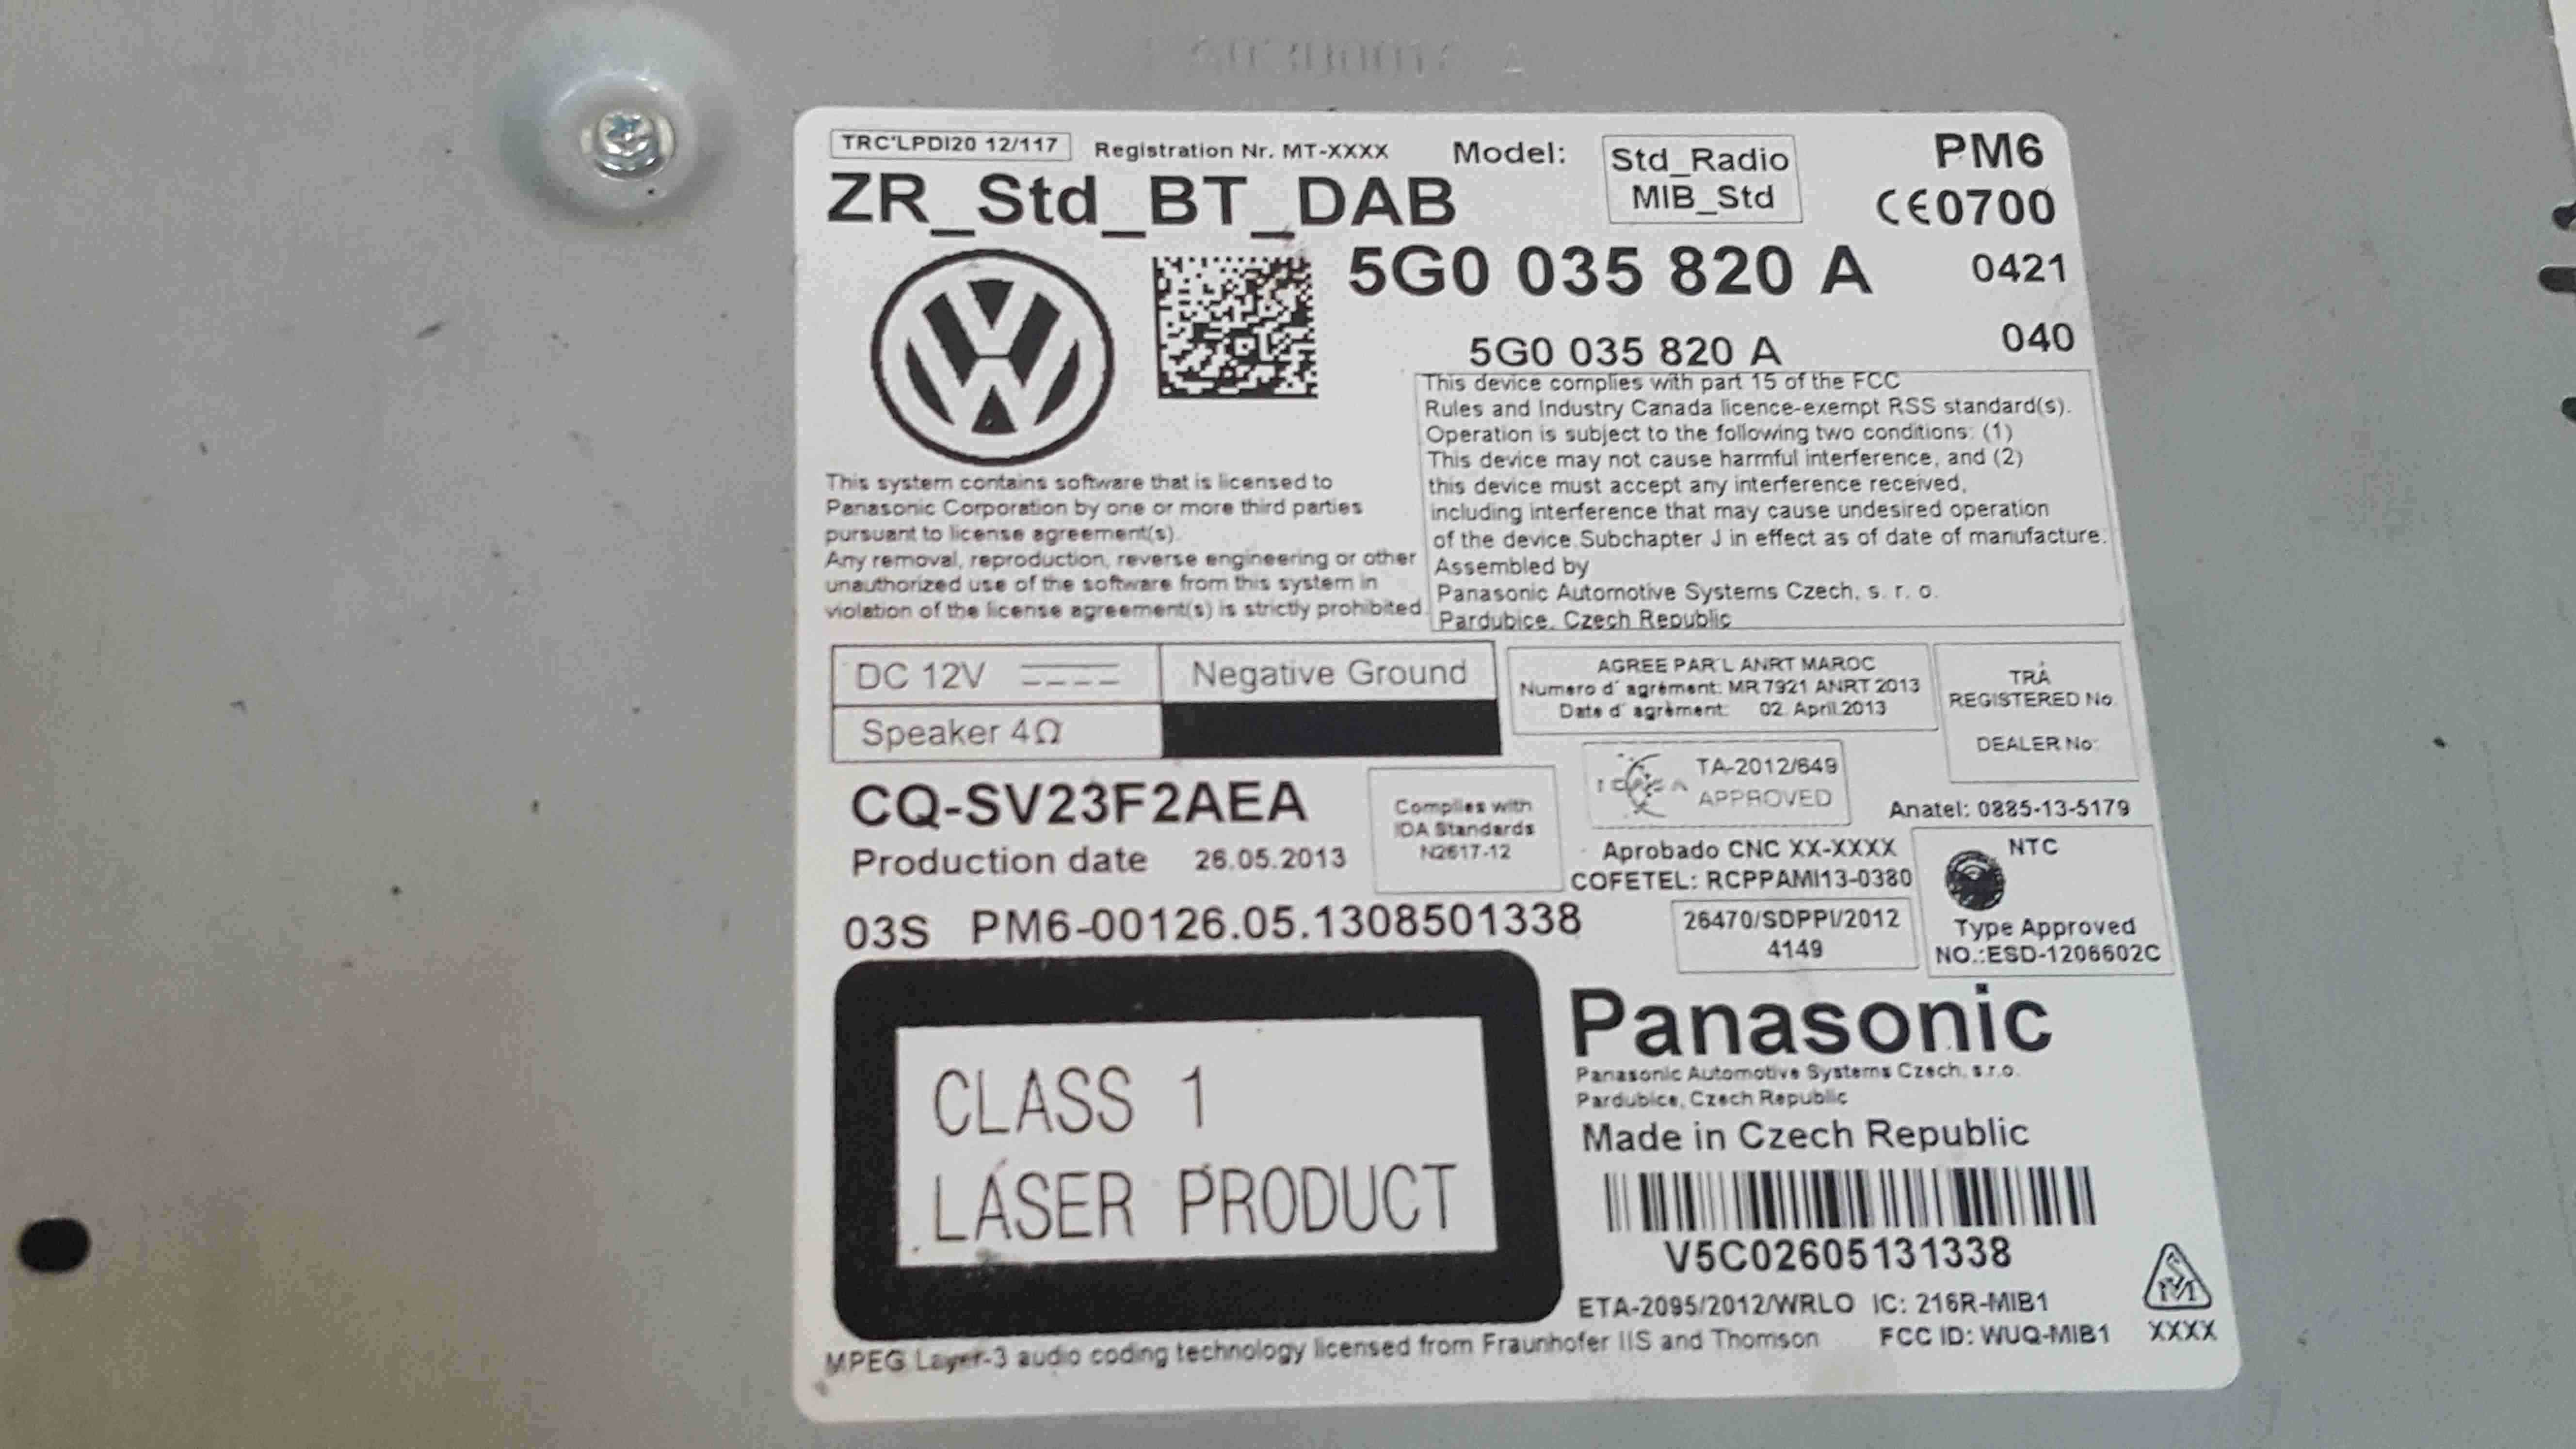 TRC'LPDI20 12/117 Registration Nr. MT-XXXX Model: Std_Radio PM6
MIB_Std
ZR_Std_BT_DAB CE0700
5G0 035 820 A 0421
5G0 035 820 A 040
This device complies with part 15 of the FCC
Rules and Industry Canada licence-exempt RSS standard(s).
Operation is subject to the following two conditions: (1)
This device may not cause harmful interference, and (2)
this device must accept any interference received,
including interference that may cause undesired operation
of the device.Subchapter J in effect as of date of manufacture.
Assembled by
Panasonic Automotive Systems Czech, s. r. o.
Pardubice, Czech Republic
This system contains software that is licensed to
Panasonic Corporation by one or more third parties
pursuant to license agreement(s).
Any removal, reproduction, reverse engineering or other
unauthorized use of the software from this system in
violation of the license agreement(s) is strictly prohibited.
DC 12V Negative Ground
Speaker 4Ω
AGREE PAR'L ANRT MAROC
Numero d' agrément: MR 7921 ANRT 2013
Date d' agrèment: 02. April.2013
TRA
REGISTERED No.
DEALER No:
CQ-SV23F2AEA
Production date 26.05.2013
Complies with
IDA Standards
N2617-12
ICASA
TA-2012/649
APPROVED
Anatel: 0885-13-5179
Aprobado CNC XX-XXXX
COFETEL: RCPPAMI13-0380
NTC
Type Approved
NO.:ESD-1206602C
03S PM6-00126.05.1308501338
26470/SDPPI/2012
4149
CLASS 1
LASER PRODUCT
Panasonic
Panasonic Automotive Systems Czech, s.r.o.
Pardubice, Czech Republic
Made in Czech Republic
V5C02605131338
ETA-2095/2012/WRLO IC: 216R-MIB1
MPEG Layer-3 audio coding technology licensed from Fraunhofer IIS and Thomson FCC ID: WUQ-MIB1 XXXX